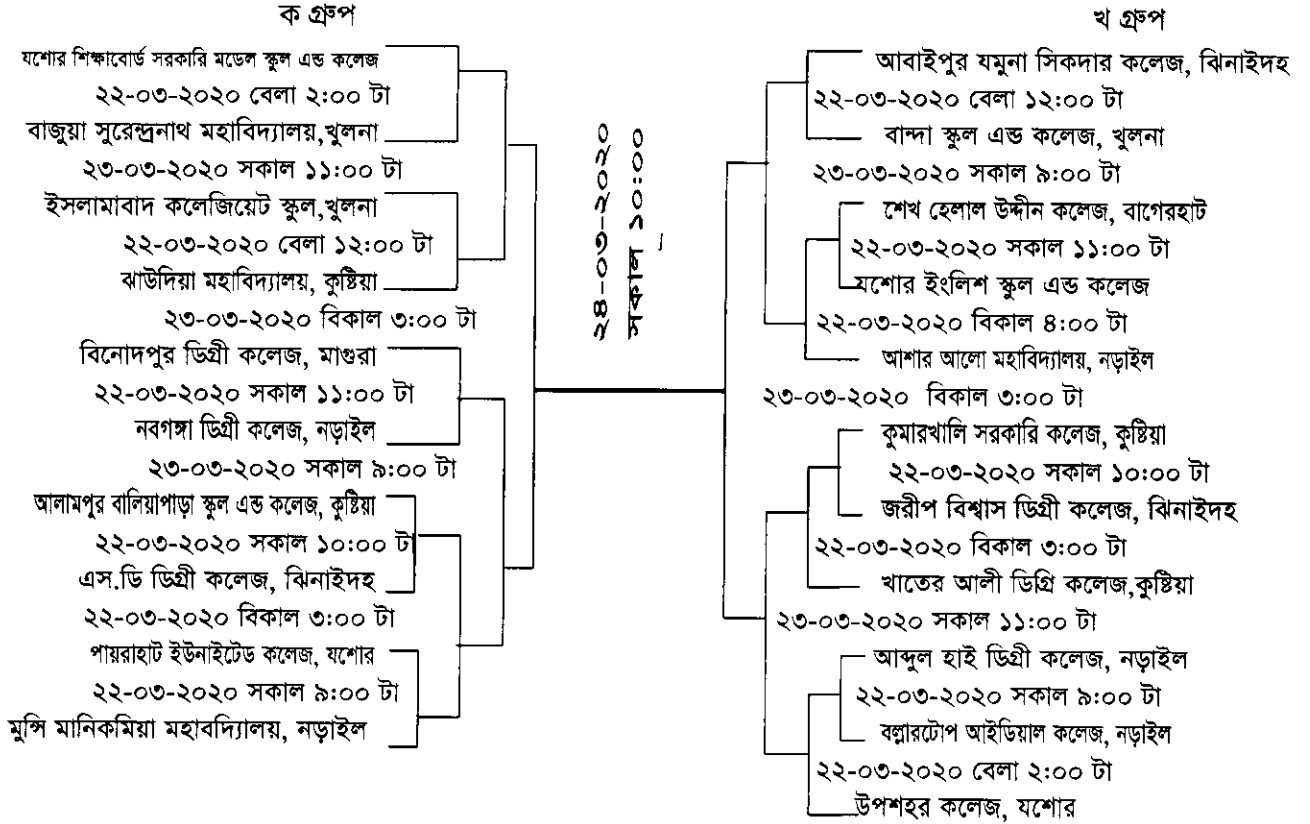 ক গ্রুপ
যশোর শিক্ষাবোর্ড সরকারি মডেল স্কুল এন্ড কলেজ
২২-০৩-২০২০ বেলা ২:০০ টা
বাজুয়া সুরেন্দ্রনাথ মহাবিদ্যালয়,খুলনা
২৩-০৩-২০২০ সকাল ১১:০০ টা
ইসলামাবাদ কলেজিয়েট স্কুল,খুলনা
২২-০৩-২০২০ বেলা ১২:০০ টা
ঝাউদিয়া মহাবিদ্যালয়, কুষ্টিয়া
২৩-০৩-২০২০ বিকাল ৩:০০ টা
বিনোদপুর ডিগ্রী কলেজ, মাগুরা
২২-০৩-২০২০ সকাল ১১:০০ টা
নবগঙ্গা ডিগ্রী কলেজ, নড়াইল
২৩-০৩-২০২০ সকাল ৯:০০ টা
আলামপুর বালিয়াপাড়া স্কুল এন্ড কলেজ, কুষ্টিয়া
২২-০৩-২০২০ সকাল ১০:০০ টা
এস.ডি ডিগ্রী কলেজ, ঝিনাইদহ
২২-০৩-২০২০ বিকাল ৩:০০ টা
পায়রাহাট ইউনাইটেড কলেজ, যশোর
২২-০৩-২০২০ সকাল ৯:০০ টা
মুন্সি মানিকমিয়া মহাবদ্যিালয়, নড়াইল
২৪-০৩-২০২০
সকাল ১০:০০
খ গ্রুপ
আবাইপুর যমুনা সিকদার কলেজ, ঝিনাইদহ
২২-০৩-২০২০ বেলা ১২:০০ টা
বান্দা স্কুল এন্ড কলেজ, খুলনা
২৩-০৩-২০২০ সকাল ৯:০০ টা
শেখ হেলাল উদ্দীন কলেজ, বাগেরহাট
২২-০৩-২০২০ সকাল ১১:০০ টা
যশোর ইংলিশ স্কুল এন্ড কলেজ
২২-০৩-২০২০ বিকাল ৪:০০ টা
আশার আলো মহাবিদ্যালয়, নড়াইল
২৩-০৩-২০২০ বিকাল ৩:০০ টা
কুমারখালি সরকারি কলেজ, কুষ্টিয়া
২২-০৩-২০২০ সকাল ১০:০০ টা
জরীপ বিশ্বাস ডিগ্রী কলেজ, ঝিনাইদহ
২২-০৩-২০২০ বিকাল ৩:০০ টা
খাতের আলী ডিগ্রি কলেজ,কুষ্টিয়া
২৩-০৩-২০২০ সকাল ১১:০০ টা
আব্দুল হাই ডিগ্রী কলেজ, নড়াইল
২২-০৩-২০২০ সকাল ৯:০০ টা
বল্লারটোপ আইডিয়াল কলেজ, নড়াইল
২২-০৩-২০২০ বেলা ২:০০ টা
উপশহর কলেজ, যশোর